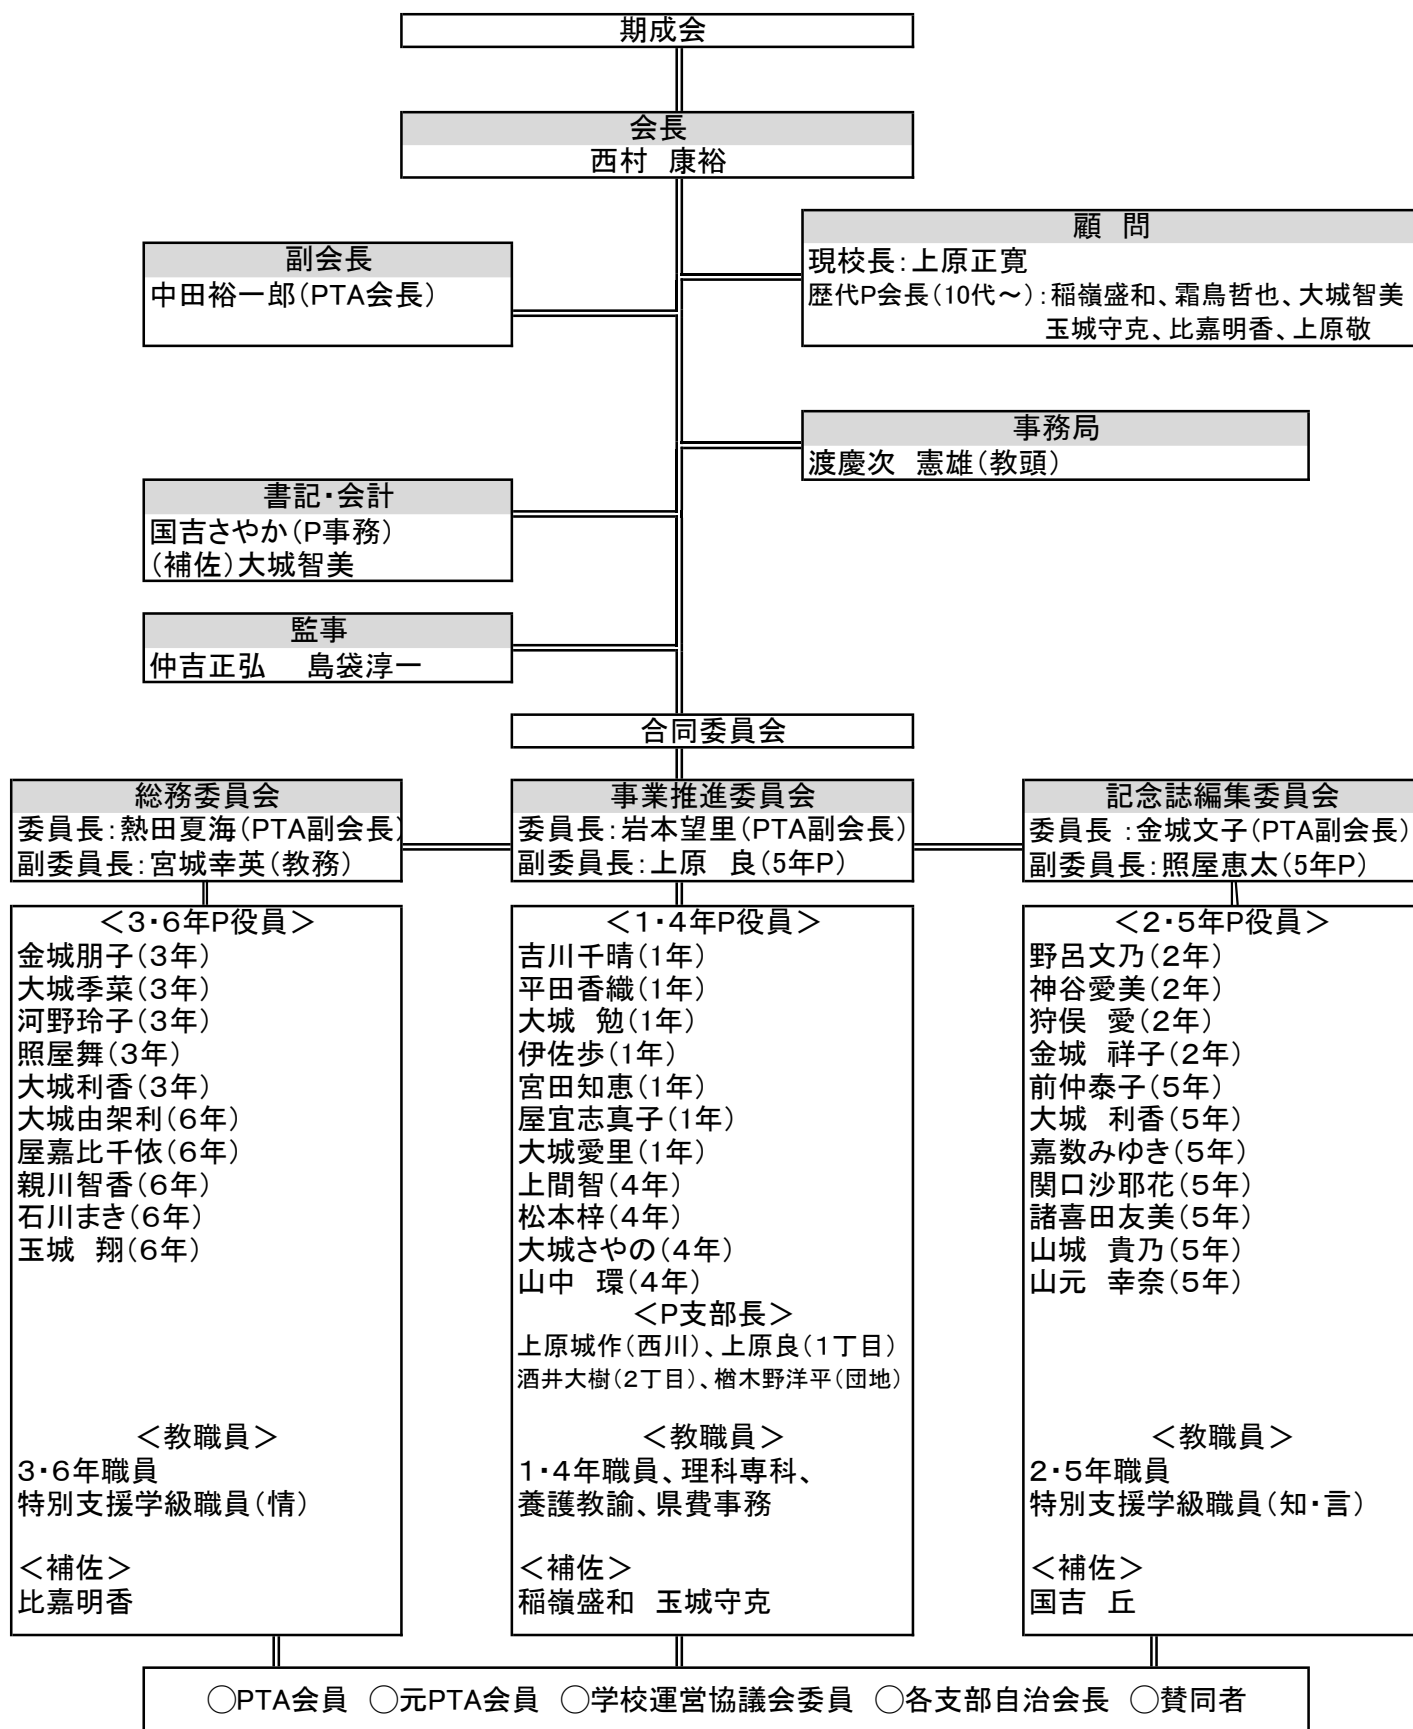 期成会
会長
西村　康裕
顧　問
現校長：上原正寛
歴代P会長（10代～）：稲嶺盛和、霜鳥哲也、大城智美
玉城守克、比嘉明香、上原敬
副会長
中田裕一郎（PTA会長）
事務局
渡慶次　憲雄（教頭）
書記・会計
国吉さやか（P事務）
（補佐）大城智美
監事
仲吉正弘　島袋淳一
合同委員会
総務委員会
委員長：熱田夏海（PTA副会長）
副委員長：宮城幸英（教務）
＜3・6年P役員＞
金城朋子（3年）
大城季菜（3年）
河野玲子（3年）
照屋舞（3年）
大城利香（3年）
大城由架利（6年）
屋嘉比千依（6年）
親川智香（6年）
石川まき（6年）
玉城　翔（6年）
＜教職員＞
3・6年職員
特別支援学級職員（情）
＜補佐＞
比嘉明香
事業推進委員会
委員長：岩本望里（PTA副会長）
副委員長：上原　良（5年P）
＜1・4年P役員＞
吉川千晴（1年）
平田香織（1年）
大城　勉（1年）
伊佐歩（1年）
宮田知恵（1年）
屋宜志真子（1年）
大城愛里（1年）
上間智（4年）
松本梓（4年）
大城さやの（4年）
山中　環（4年）
＜P支部長＞
上原城作（西川）、上原良（1丁目）
酒井大樹（2丁目）、楢木野洋平（団地）
＜教職員＞
1・4年職員、理科専科、
養護教諭、県費事務
＜補佐＞
稲嶺盛和　玉城守克
記念誌編集委員会
委員長　：金城文子（PTA副会長）
副委員長：照屋恵太（5年P）
＜2・5年P役員＞
野呂文乃（2年）
神谷愛美（2年）
狩俣　愛（2年）
金城　祥子（2年）
前仲泰子（5年）
大城　利香（5年）
嘉数みゆき（5年）
関口沙耶花（5年）
諸喜田友美（5年）
山城　貴乃（5年）
山元　幸奈（5年）
＜教職員＞
2・5年職員
特別支援学級職員（知・言）
＜補佐＞
国吉　丘
○PTA会員　○元PTA会員　○学校運営協議会委員　○各支部自治会長　○賛同者